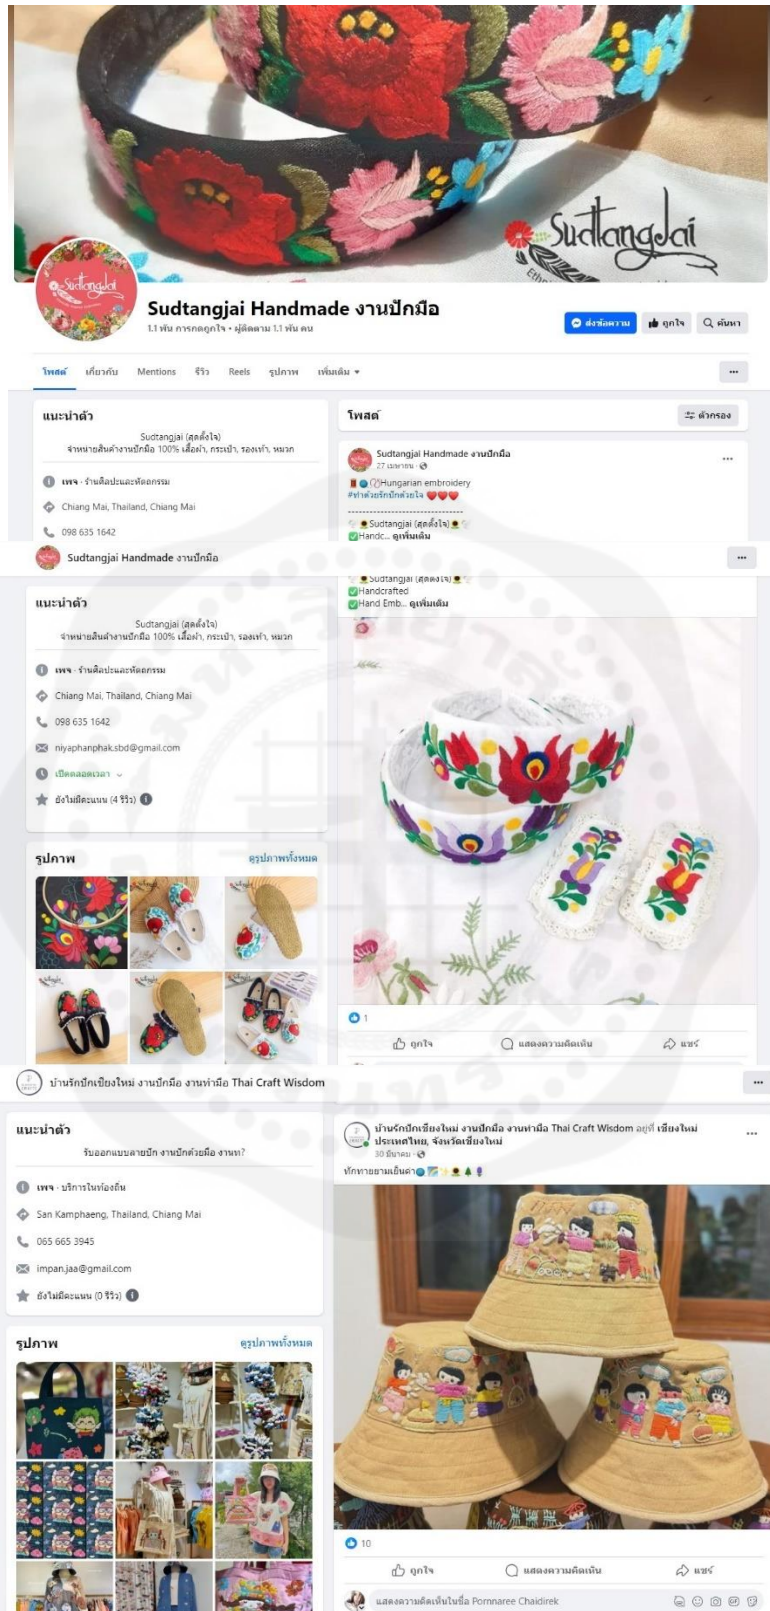 SudtangJai
SudtangJai
Sudtangjai Handmade งานปักมือ
1.1 พัน การกดถูกใจ • ผู้ติดตาม 1.1 พัน คน
ส่งข้อความ
ถูกใจ
ค้นหา
โพสต์ เกี่ยวกับ Mentions รีวิว Reels รูปภาพ เพิ่มเติม
แนะนำตัว
Sudtangjai (สุดตั้งใจ)
จำหน่ายสินค้างานปักมือ 100% เสื้อผ้า, กระเป๋า, รองเท้า, หมวก
เพจ · ร้านศิลปะและหัตถกรรม
Chiang Mai, Thailand, Chiang Mai
098 635 1642
โพสต์
ตัวกรอง
Sudtangjai Handmade งานปักมือ
27 เมษายน ·
Hungarian embroidery
#ทำด้วยรักปักด้วยใจ
--------------------------------
Sudtangjai (สุดตั้งใจ)
Handc... ดูเพิ่มเติม
Sudtangjai Handmade งานปักมือ
แนะนำตัว
Sudtangjai (สุดตั้งใจ)
จำหน่ายสินค้างานปักมือ 100% เสื้อผ้า, กระเป๋า, รองเท้า, หมวก
เพจ · ร้านศิลปะและหัตถกรรม
Chiang Mai, Thailand, Chiang Mai
098 635 1642
niyaphanphak.sbd@gmail.com
เปิดตลอดเวลา
ยังไม่มีคะแนน (4 รีวิว)
รูปภาพ
ดูรูปภาพทั้งหมด
Sudtangjai (สุดตั้งใจ)
Handcrafted
Hand Emb... ดูเพิ่มเติม
1
ถูกใจ
แสดงความคิดเห็น
แชร์
บ้านรักปักเชียงใหม่ งานปักมือ งานทำมือ Thai Craft Wisdom
แนะนำตัว
รับออกแบบลายปัก งานปักด้วยมือ งานท?
เพจ · บริการในท้องถิ่น
San Kamphaeng, Thailand, Chiang Mai
065 665 3945
impan.jaa@gmail.com
ยังไม่มีคะแนน (0 รีวิว)
รูปภาพ
ดูรูปภาพทั้งหมด
บ้านรักปักเชียงใหม่ งานปักมือ งานทำมือ Thai Craft Wisdom อยู่ที่ เชียงใหม่
ประเทศไทย, จังหวัดเชียงใหม่
30 มีนาคม ·
ทักทายยามเย็นค่า
10
ถูกใจ
แสดงความคิดเห็น
แชร์
แสดงความคิดเห็นในชื่อ Pornnaree Chaidirek
GIF